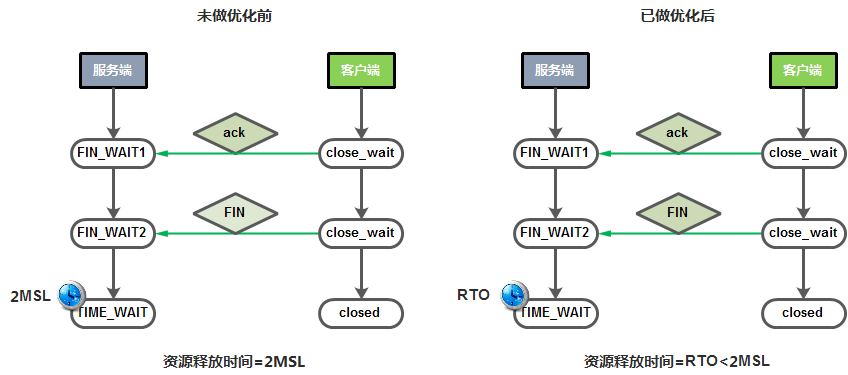 未做优化前
已做优化后
服务端
客户端
服务端
客户端
ack
ack
FIN_WAIT1
close_wait
FIN_WAIT1
close_wait
FIN
FIN
FIN_WAIT2
close_wait
FIN_WAIT2
close_wait
2MSL
RTO
TIME_WAIT
closed
TIME_WAIT
closed
资源释放时间=2MSL
资源释放时间=RTO<2MSL